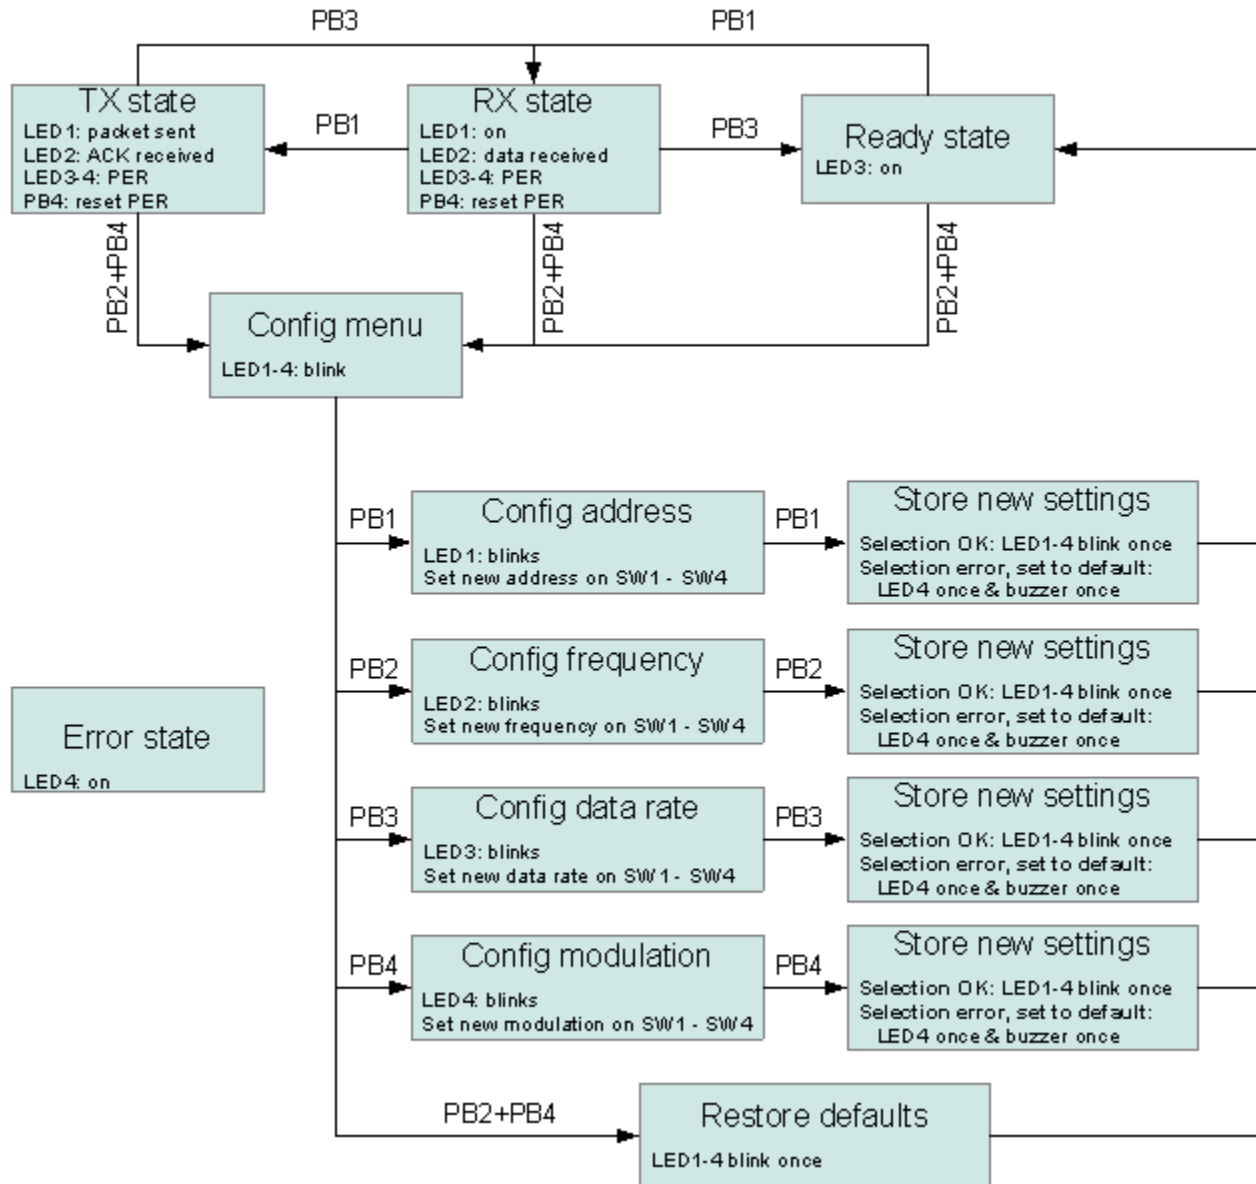 PB3
PB1
TX state
LED1: packet sent
LED2: ACK received
LED3-4: PER
PB4: reset PER
PB1
RX state
LED1: on
LED2: data received
LED3-4: PER
PB4: reset PER
PB3
Ready state
LED3: on
PB2+PB4
PB2+PB4
PB2+PB4
Config menu
LED1-4: blink
PB1
Config address
LED1: blinks
Set new address on SW1 - SW4
PB1
Store new settings
Selection OK: LED1-4 blink once
Selection error, set to default:
LED4 once & buzzer once
PB2
Config frequency
LED2: blinks
Set new frequency on SW1 - SW4
PB2
Store new settings
Selection OK: LED1-4 blink once
Selection error, set to default:
LED4 once & buzzer once
Error state
LED4: on
PB3
Config data rate
LED3: blinks
Set new data rate on SW1 - SW4
PB3
Store new settings
Selection OK: LED1-4 blink once
Selection error, set to default:
LED4 once & buzzer once
PB4
Config modulation
LED4: blinks
Set new modulation on SW1 - SW4
PB4
Store new settings
Selection OK: LED1-4 blink once
Selection error, set to default:
LED4 once & buzzer once
PB2+PB4
Restore defaults
LED1-4 blink once